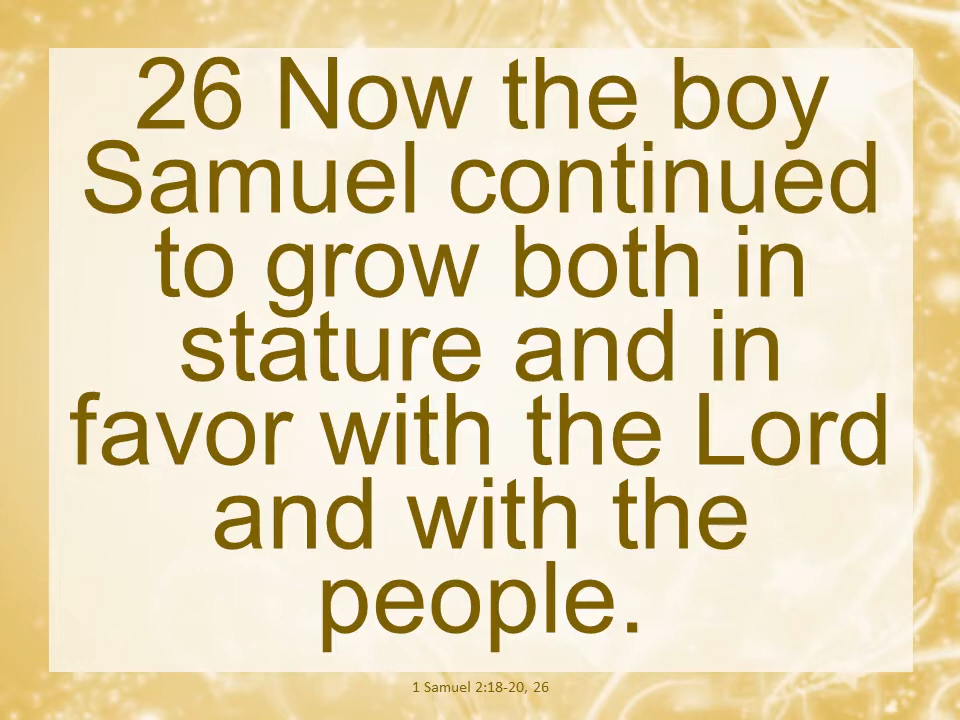 26 Now the boy
Samuel continued
to grow both in
stature and in
favor with the Lord
and with the
people.
1 Samuel 2:18-20, 26